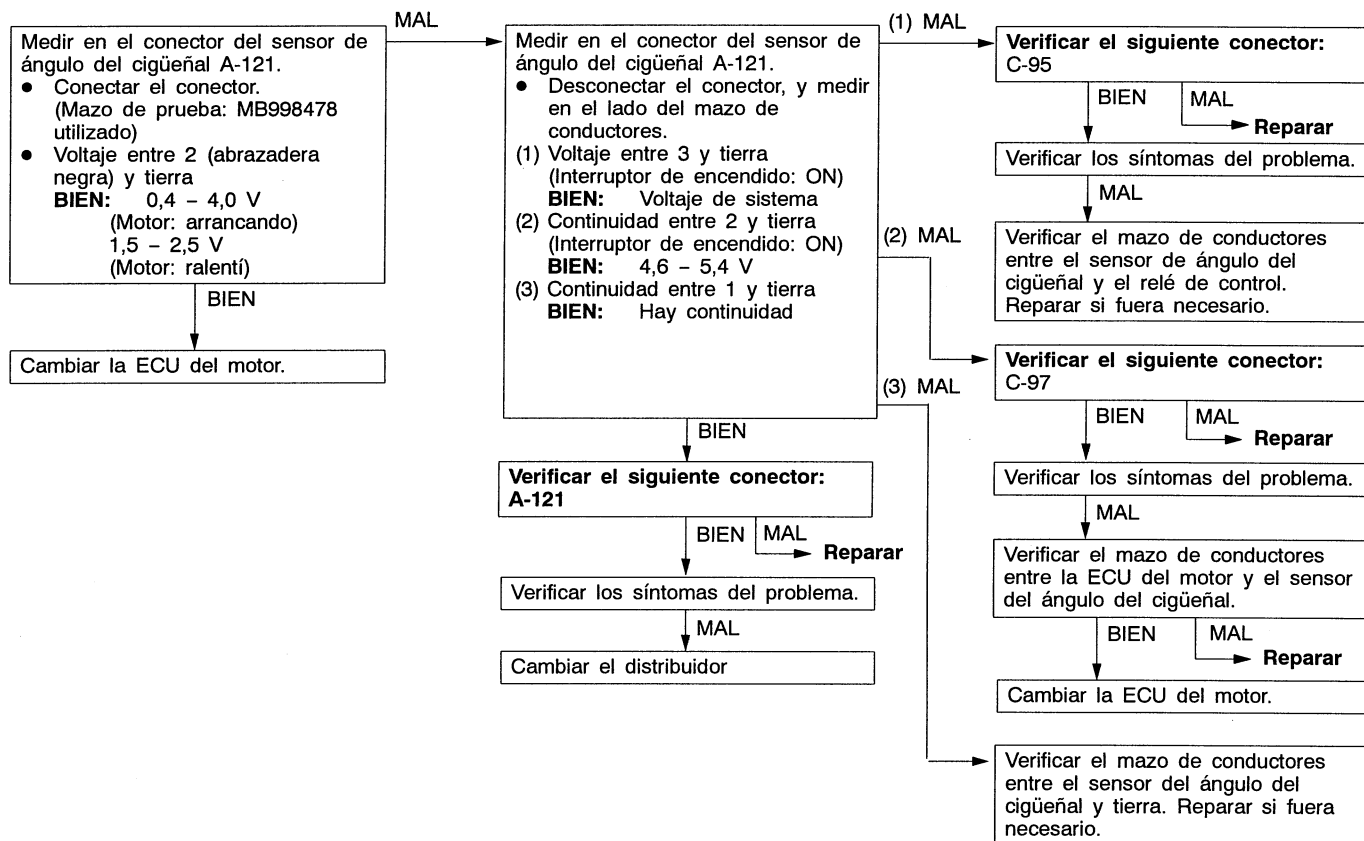 MAL
Medir en el conector del sensor de
ángulo del cigüeñal A-121.
● Conectar el conector.
(Mazo de prueba: MB998478
utilizado)
● Voltaje entre 2 (abrazadera
negra) y tierra
BIEN: 0,4 – 4,0 V
(Motor: arrancando)
1,5 – 2,5 V
(Motor: ralentí)
BIEN
Cambiar la ECU del motor.
Medir en el conector del sensor de
ángulo del cigüeñal A-121.
● Desconectar el conector, y medir
en el lado del mazo de
conductores.
(1) Voltaje entre 3 y tierra
(Interruptor de encendido: ON)
BIEN: Voltaje de sistema
(2) Continuidad entre 2 y tierra
(Interruptor de encendido: ON)
BIEN: 4,6 – 5,4 V
(3) Continuidad entre 1 y tierra
BIEN: Hay continuidad
BIEN
Verificar el siguiente conector:
A-121
BIEN MAL
Reparar
Verificar los síntomas del problema.
MAL
Cambiar el distribuidor
(1) MAL
Verificar el siguiente conector:
C-95
BIEN MAL
Reparar
Verificar los síntomas del problema.
MAL
Verificar el mazo de conductores
entre el sensor de ángulo del
cigüeñal y el relé de control.
Reparar si fuera necesario.
(2) MAL
Verificar el siguiente conector:
C-97
BIEN MAL
Reparar
Verificar los síntomas del problema.
MAL
Verificar el mazo de conductores
entre la ECU del motor y el sensor
del ángulo del cigüeñal.
BIEN MAL
Reparar
Cambiar la ECU del motor.
(3) MAL
Verificar el mazo de conductores
entre el sensor del ángulo del
cigüeñal y tierra. Reparar si fuera
necesario.